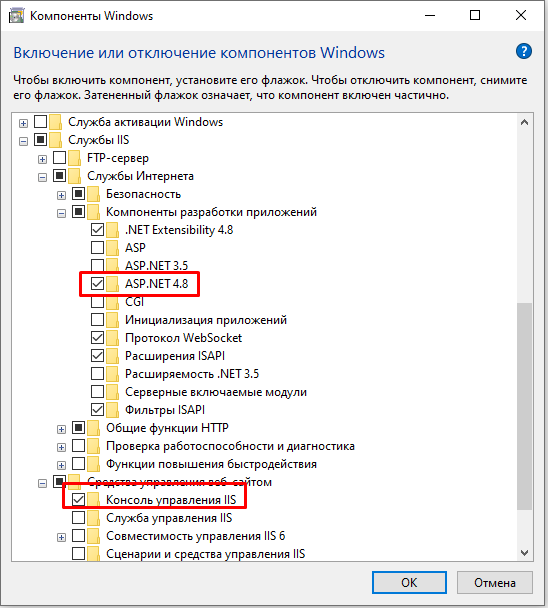 Компоненты Windows
Включение или отключение компонентов Windows
?
Чтобы включить компонент, установите его флажок. Чтобы отключить компонент, снимите
его флажок. Затененный флажок означает, что компонент включен частично.
Служба активации Windows
Службы IIS
FTP-сервер
Службы Интернета
Безопасность
Компоненты разработки приложений
.NET Extensibility 4.8
ASP
ASP.NET 3.5
ASP.NET 4.8
CGI
Инициализация приложений
Протокол WebSocket
Расширения ISAPI
Расширяемость .NET 3.5
Серверные включаемые модули
Фильтры ISAPI
Общие функции HTTP
Проверка работоспособности и диагностика
Функции повышения быстродействия
Средства управления веб-сайтом
Консоль управления IIS
Служба управления IIS
Совместимость управления IIS 6
Сценарии и средства управления IIS
ОК
Отмена